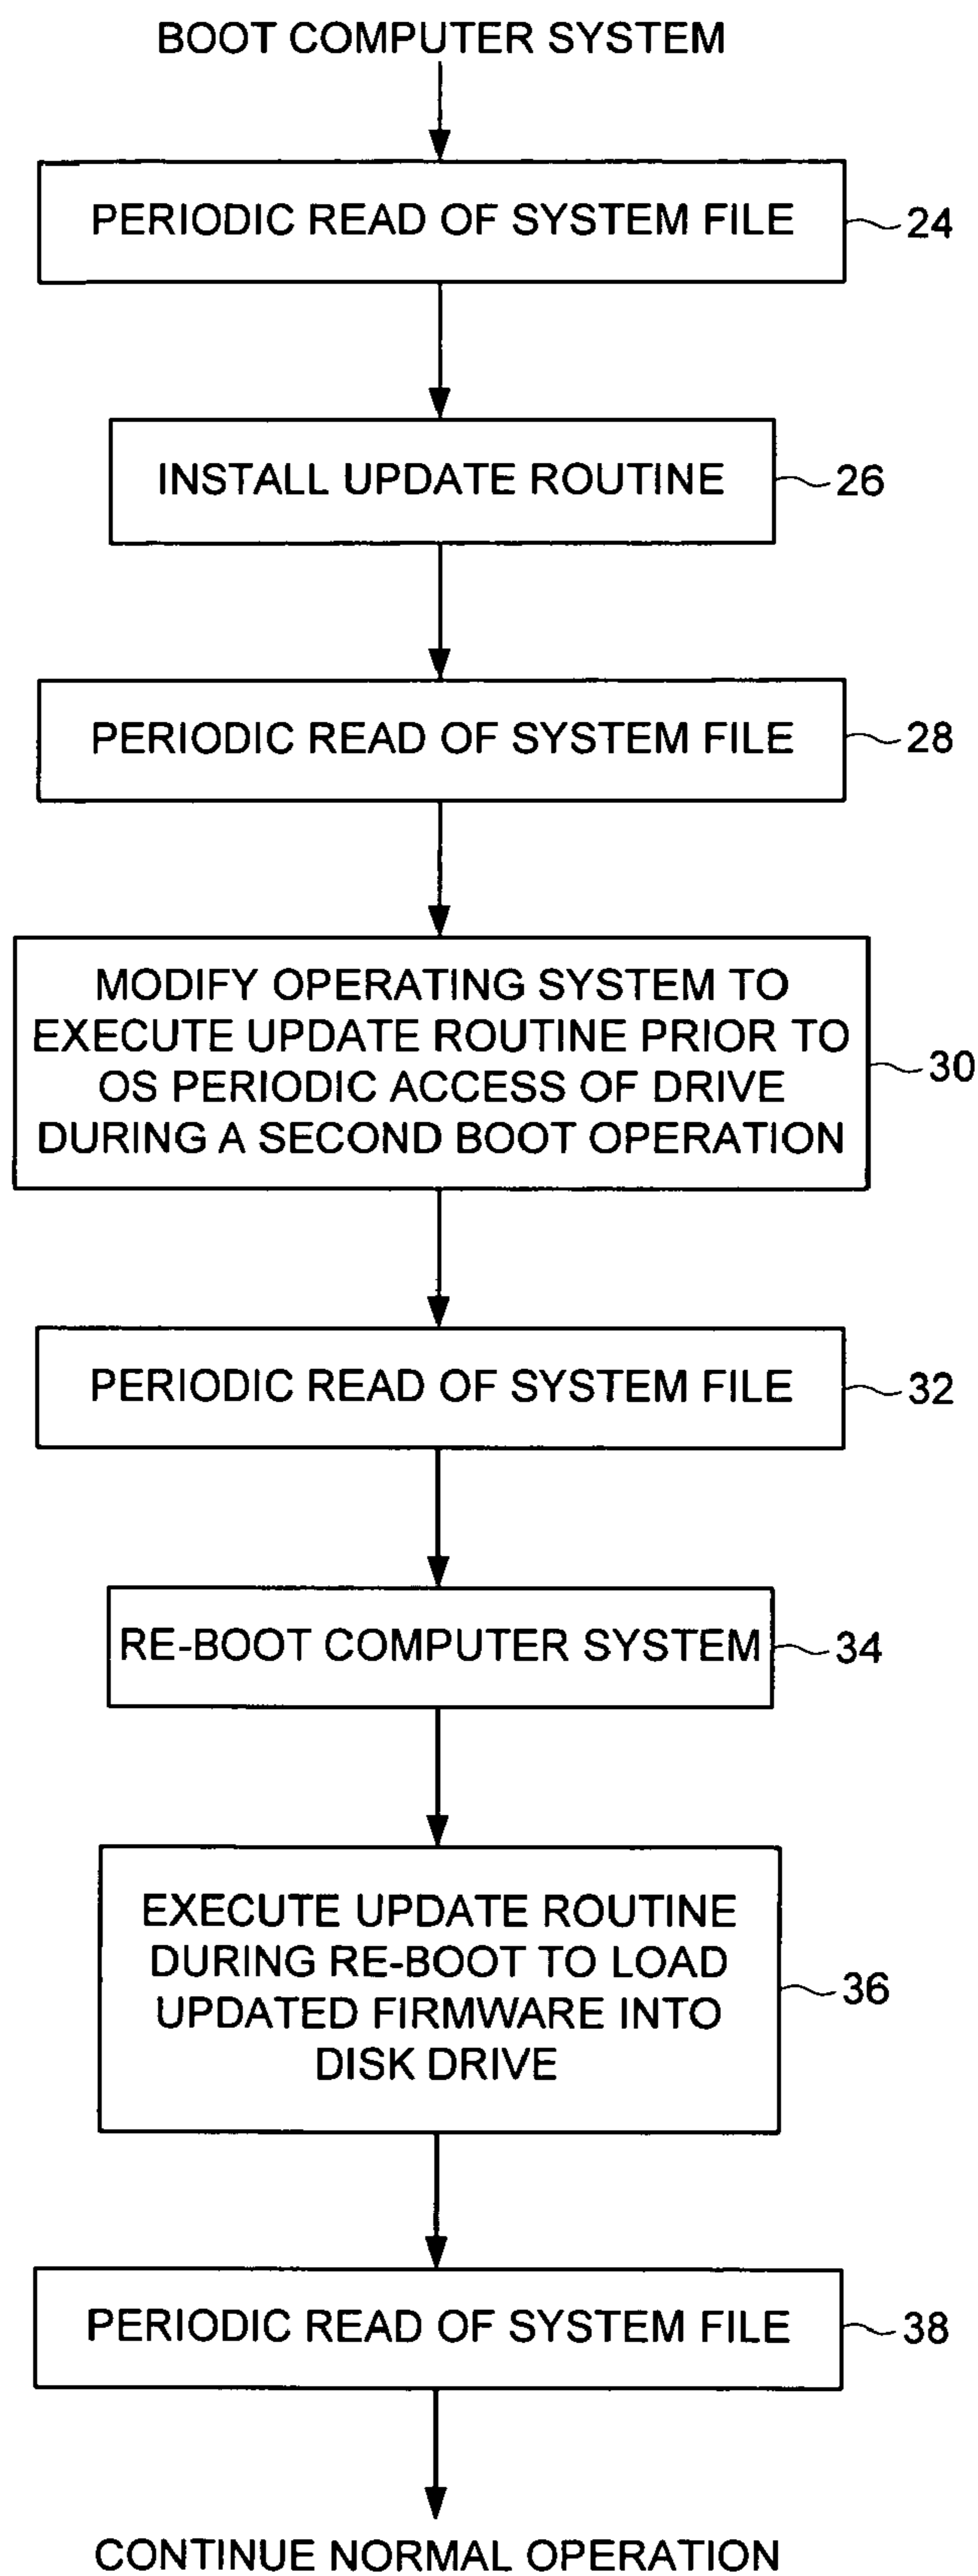 BOOT COMPUTER SYSTEM
PERIODIC READ OF SYSTEM FILE
24
INSTALL UPDATE ROUTINE
26
PERIODIC READ OF SYSTEM FILE
28
MODIFY OPERATING SYSTEM TO
EXECUTE UPDATE ROUTINE PRIOR TO
OS PERIODIC ACCESS OF DRIVE
DURING A SECOND BOOT OPERATION
30
PERIODIC READ OF SYSTEM FILE
32
RE-BOOT COMPUTER SYSTEM
34
EXECUTE UPDATE ROUTINE
DURING RE-BOOT TO LOAD
UPDATED FIRMWARE INTO
DISK DRIVE
36
PERIODIC READ OF SYSTEM FILE
38
CONTINUE NORMAL OPERATION